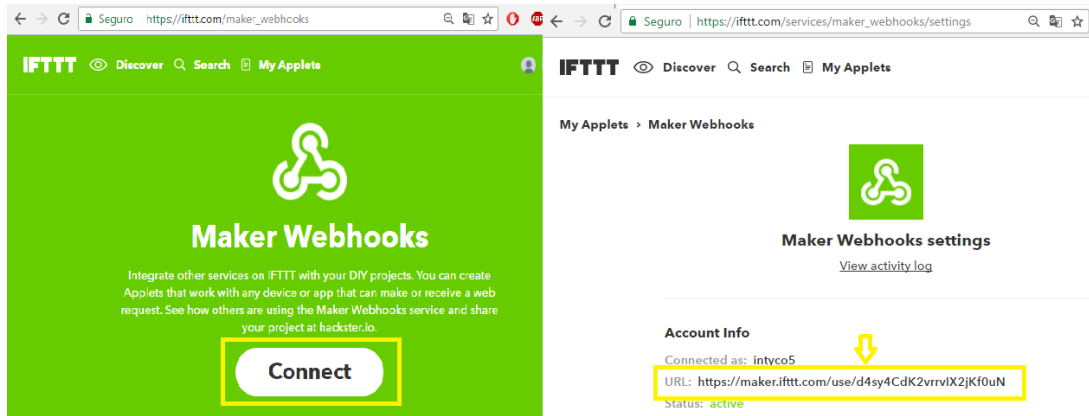 Seguro https://ifttt.com/maker_webhooks
IFTTT Discover Search My Applets
Maker Webhooks
Integrate other services on IFTTT with your DIY projects. You can create
Applets that work with any device or app that can make or receive a web
request. See how others are using the Maker Webhooks service and share
your project at hackster.io.
Connect
Seguro https://ifttt.com/services/maker_webhooks/settings
IFTTT Discover Search My Applets
My Applets > Maker Webhooks
Maker Webhooks settings
View activity log
Account Info
Connected as: intyco5
URL: https://maker.ifttt.com/use/d4sy4CdK2vrrvIX2jKf0uN
Status: active